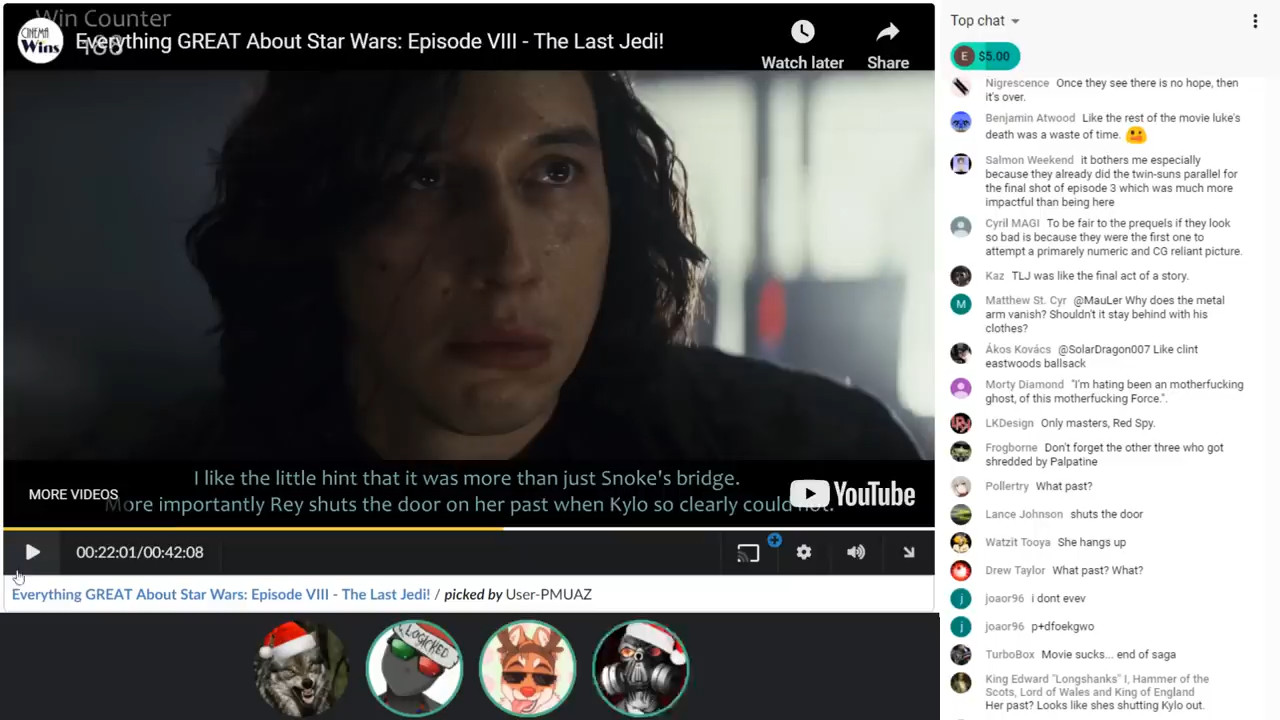 Win Counter
CINEMA
Wins
Everything GREAT About Star Wars: Episode VIII - The Last Jedi!
Watch later
Share
I like the little hint that it was more than just Snoke's bridge.
More importantly Rey shuts the door on her past when Kylo so clearly could not.
MORE VIDEOS
YouTube
00:22:01/00:42:08
Everything GREAT About Star Wars: Episode VIII - The Last Jedi! / picked by User-PMUAZ
LOGICKED
Top chat
E $5.00
Nigrescence Once they see there is no hope, then
it's over.
Benjamin Atwood Like the rest of the movie luke's
death was a waste of time.
Salmon Weekend it bothers me especially
because they already did the twin-suns parallel for
the final shot of episode 3 which was much more
impactful than being here
Cyril MAGI To be fair to the prequels if they look
so bad is because they were the first one to
attempt a primarely numeric and CG reliant picture.
Kaz TLJ was like the final act of a story.
M Matthew St. Cyr @MauLer Why does the metal
arm vanish? Shouldn't it stay behind with his
clothes?
Ákos Kovács @SolarDragon007 Like clint
eastwoods ballsack
Morty Diamond "I'm hating been an motherfucking
ghost, of this motherfucking Force.".
LKDesign Only masters, Red Spy.
Frogborne Don't forget the other three who got
shredded by Palpatine
Pollertry What past?
Lance Johnson shuts the door
Watzit Tooya She hangs up
Drew Taylor What past? What?
j joaor96 i dont evev
j joaor96 p+dfoekgwo
TurboBox Movie sucks... end of saga
King Edward "Longshanks" I, Hammer of the
Scots, Lord of Wales and King of England
Her past? Looks like shes shutting Kylo out.